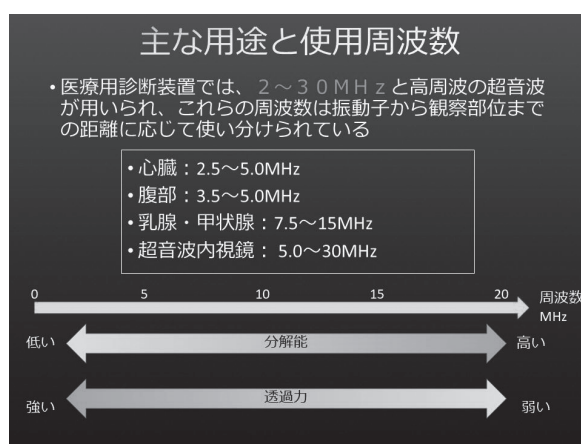 主な用途と使用周波数
• 医療用診断装置では、２～３０ＭＨｚと高周波の超音波
が用いられ、これらの周波数は振動子から観察部位まで
の距離に応じて使い分けられている
• 心臓：2.5～5.0MHz
• 腹部：3.5～5.0MHz
• 乳腺・甲状腺：7.5～15MHz
• 超音波内視鏡： 5.0～30MHz
0 5 10 15 20 周波数
MHz
低い 分解能 高い
強い 透過力 弱い